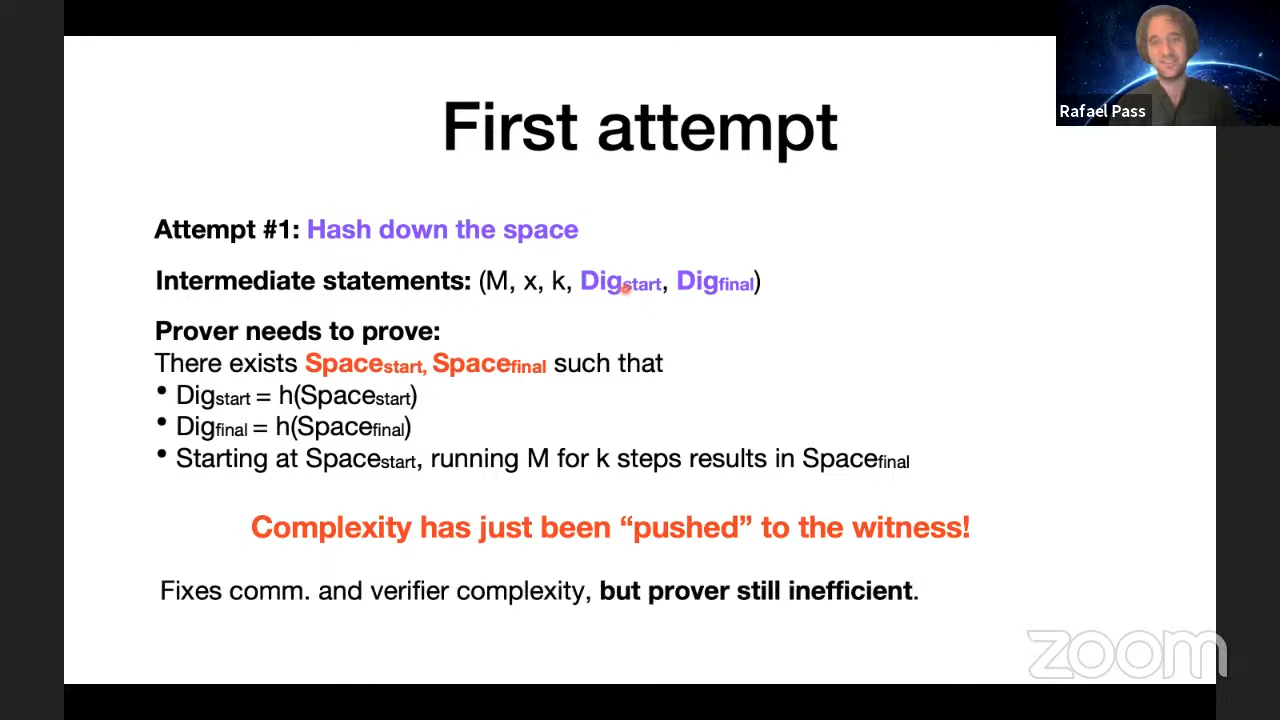 First attempt
Rafael Pass
Attempt #1: Hash down the space
Intermediate statements: (M, x, k, Digstart, Digfinal)
Prover needs to prove:
There exists Spacestart, Spacefinal such that
• Digstart = h(Spacestart)
• Digfinal = h(Spacefinal)
• Starting at Spacestart, running M for k steps results in Spacefinal
Complexity has just been “pushed” to the witness!
Fixes comm. and verifier complexity, but prover still inefficient.
zoom